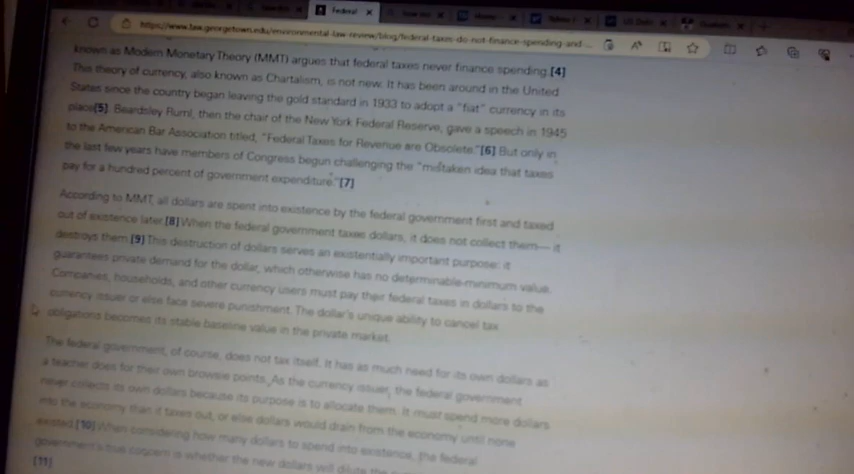 Federal
https://www.law.georgetown.edu/environmental-law-review/blog/federal-taxes-do-not-finance-spending-and-...
known as Modern Monetary Theory (MMT) argues that federal taxes never finance spending.[4]
This theory of currency, also known as Chartalism, is not new. It has been around in the United
States since the country began leaving the gold standard in 1933 to adopt a "fiat" currency in its
place[5]. Beardsley Ruml, then the chair of the New York Federal Reserve, gave a speech in 1945
to the American Bar Association titled, "Federal Taxes for Revenue are Obsolete."[6] But only in
the last few years have members of Congress begun challenging the "mistaken idea that taxes
pay for a hundred percent of government expenditure."[7]
According to MMT, all dollars are spent into existence by the federal government first and taxed
out of existence later.[8] When the federal government taxes dollars, it does not collect them— it
destroys them.[9] This destruction of dollars serves an existentially important purpose: it
guarantees private demand for the dollar, which otherwise has no determinable minimum value.
Companies, households, and other currency users must pay their federal taxes in dollars to the
currency issuer or else face severe punishment. The dollar's unique ability to cancel tax
obligations becomes its stable baseline value in the private market.
The federal government, of course, does not tax itself. It has as much need for its own dollars as
a teacher does for their own brownie points. As the currency issuer, the federal government
never collects its own dollars because its purpose is to allocate them. It must spend more dollars
into the economy than it taxes out, or else dollars would drain from the economy until none
existed.[10] When considering how many dollars to spend into existence, the federal
government's true concern is whether the new dollars will dilute the
[11]